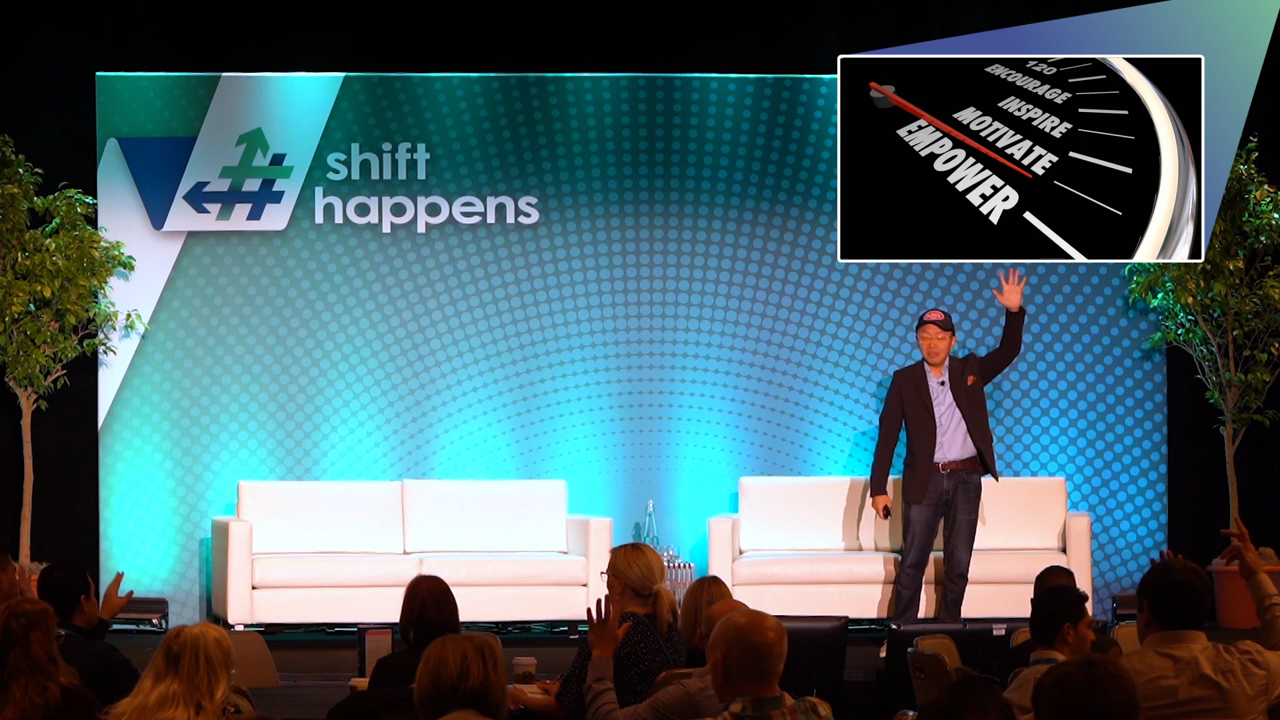 shift
happens
120
ENCOURAGE
INSPIRE
MOTIVATE
EMPOWER